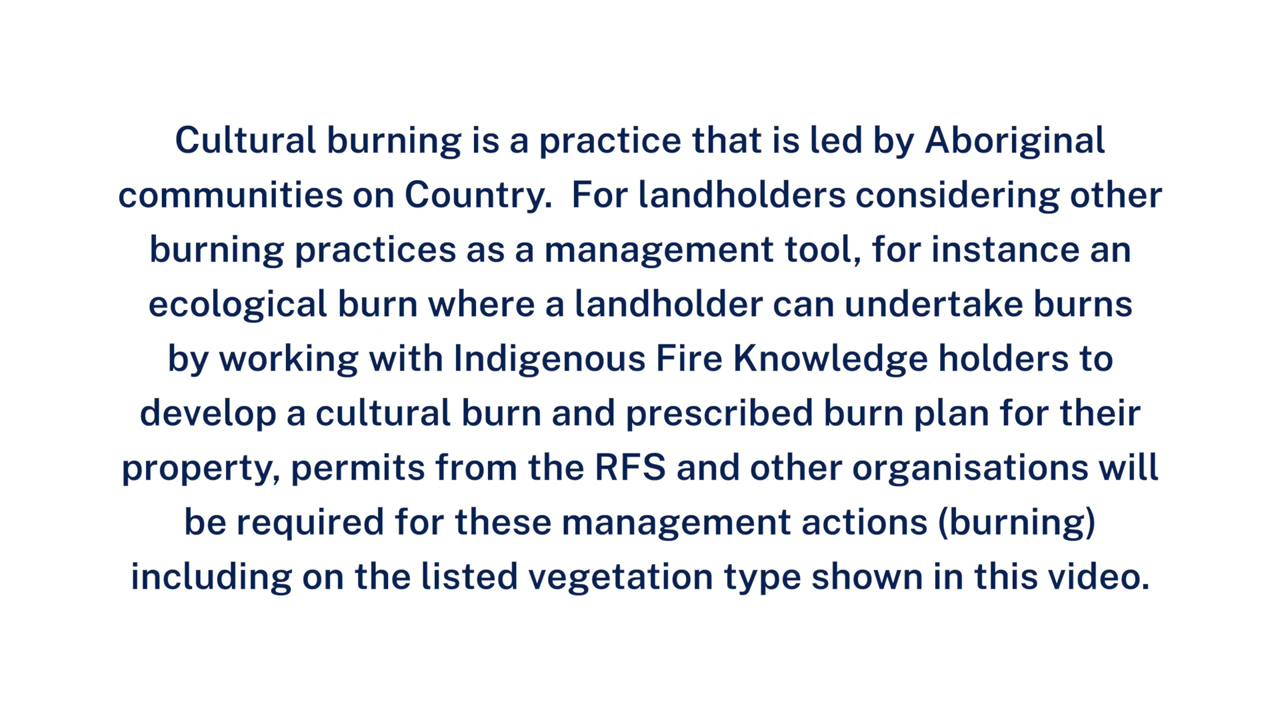 Cultural burning is a practice that is led by Aboriginal
communities on Country.  For landholders considering other
burning practices as a management tool, for instance an
ecological burn where a landholder can undertake burns
by working with Indigenous Fire Knowledge holders to
develop a cultural burn and prescribed burn plan for their
property, permits from the RFS and other organisations will
be required for these management actions (burning)
including on the listed vegetation type shown in this video.